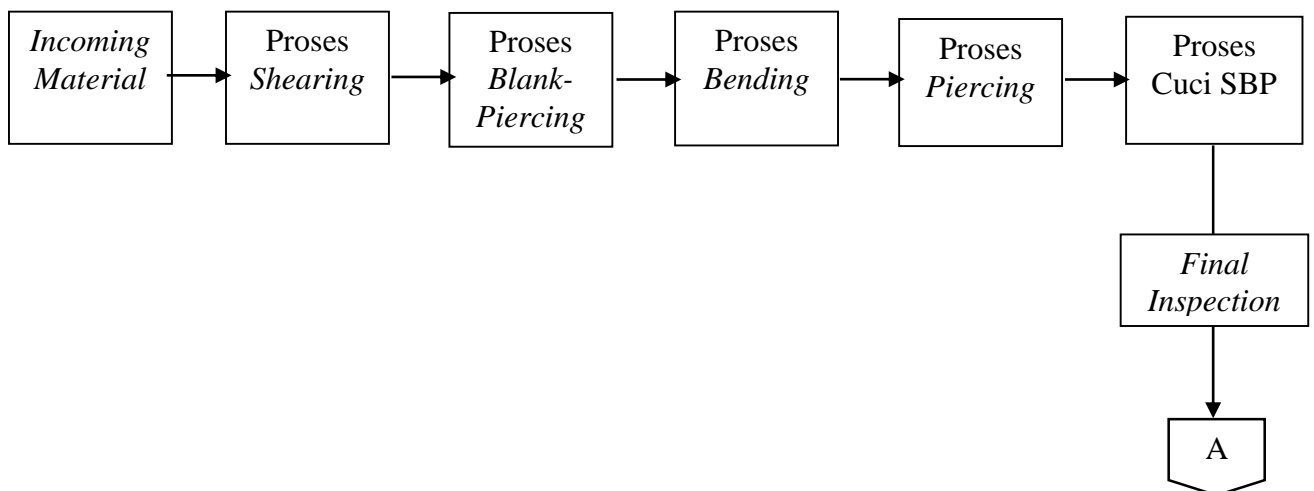 Incoming
Material
Proses
Shearing
Proses
Blank-
Piercing
Proses
Bending
Proses
Piercing
Proses
Cuci SBP
Final
Inspection
A